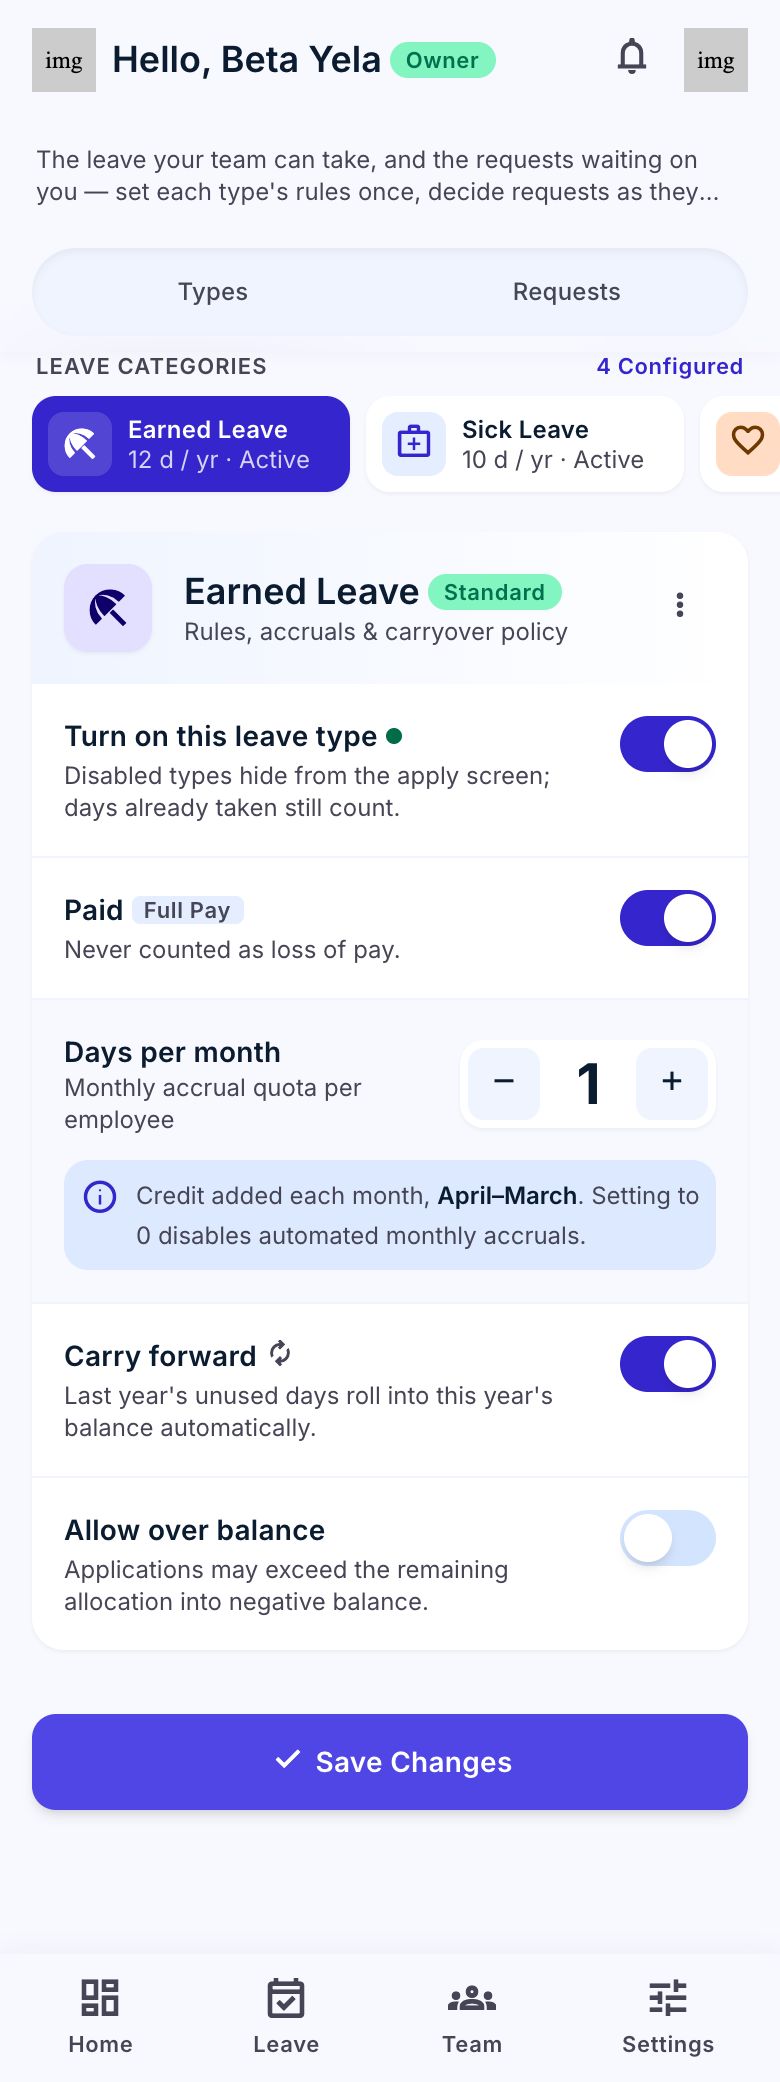 img
Hello, Beta Yela Owner
img
The leave your team can take, and the requests waiting on
you — set each type's rules once, decide requests as they...
Types
Requests
LEAVE CATEGORIES
4 Configured
Earned Leave
12 d / yr · Active
Sick Leave
10 d / yr · Active
Earned Leave Standard
Rules, accruals & carryover policy
Turn on this leave type
Disabled types hide from the apply screen;
days already taken still count.
Paid Full Pay
Never counted as loss of pay.
Days per month
Monthly accrual quota per
employee
− 1 +
Credit added each month, April–March. Setting to
0 disables automated monthly accruals.
Carry forward
Last year's unused days roll into this year's
balance automatically.
Allow over balance
Applications may exceed the remaining
allocation into negative balance.
Save Changes
Home
Leave
Team
Settings